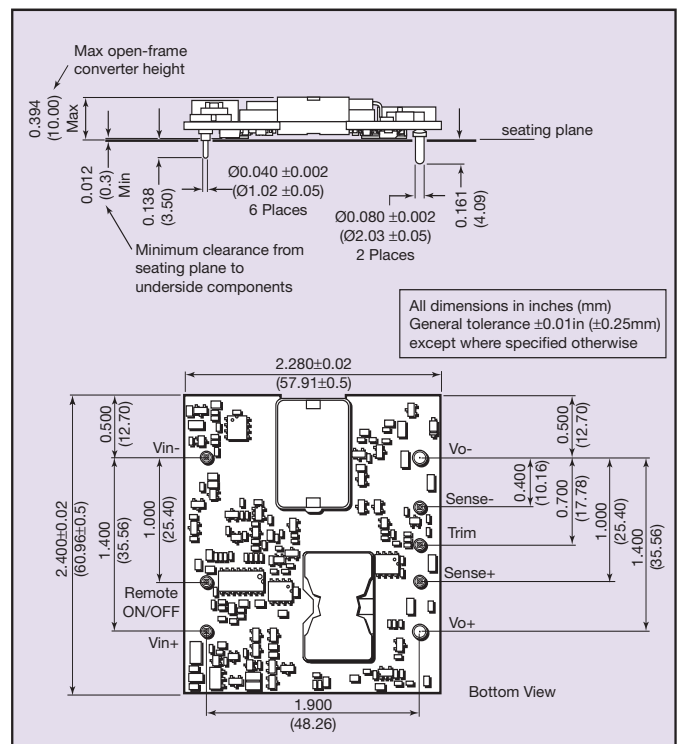 Max open-frame
converter height
0.394
(10.00)
Max
seating plane
0.012
(0.3)
Min
0.138
(3.50)
Ø0.040 ±0.002
(Ø1.02 ±0.05)
6 Places
Ø0.080 ±0.002
(Ø2.03 ±0.05)
2 Places
0.161
(4.09)
Minimum clearance from
seating plane to
underside components
All dimensions in inches (mm)
General tolerance ±0.01in (±0.25mm)
except where specified otherwise
2.280±0.02
(57.91±0.5)
0.500
(12.70)
Vin-
2.400±0.02
(60.96±0.5)
1.400
(35.56)
1.000
(25.40)
Remote
ON/OFF
Vin+
0.500
(12.70)
Vo-
Sense-
0.400
(10.16)
0.700
(17.78)
1.000
(25.40)
1.400
(35.56)
Trim
Sense+
Vo+
Bottom View
1.900
(48.26)